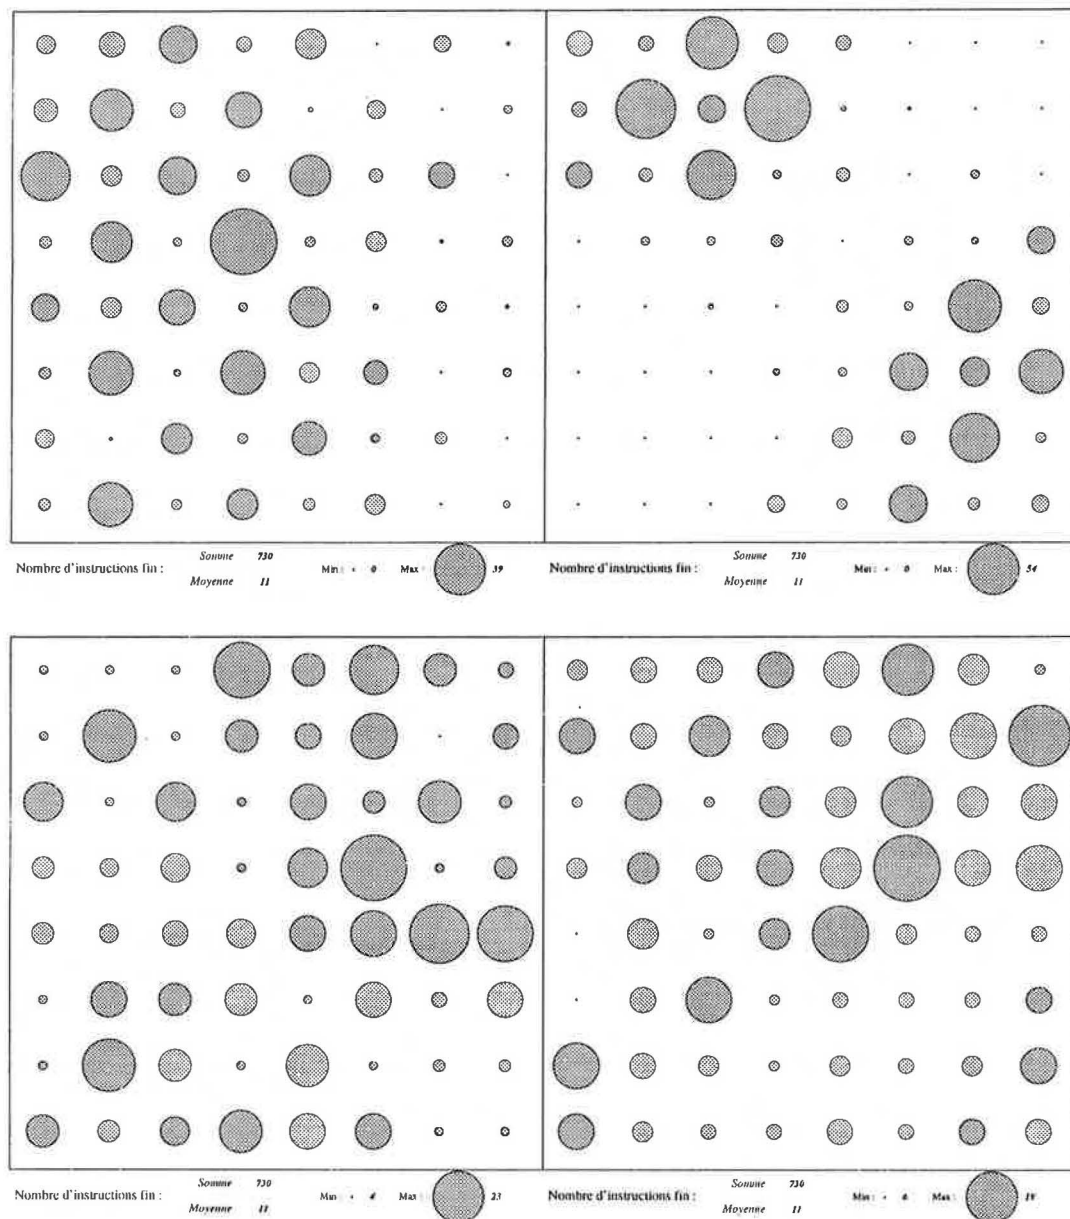 Somme 730
Nombre d'instructions fin : Min : 0 Max : 39
Moyenne 11
Somme 730
Nombre d'instructions fin : Min : 0 Max : 54
Moyenne 11
Somme 730
Nombre d'instructions fin : Min : Max 23
Moyenne 11
Somme 730
Nombre d'instructions fin : Min : Max :
Moyenne 11